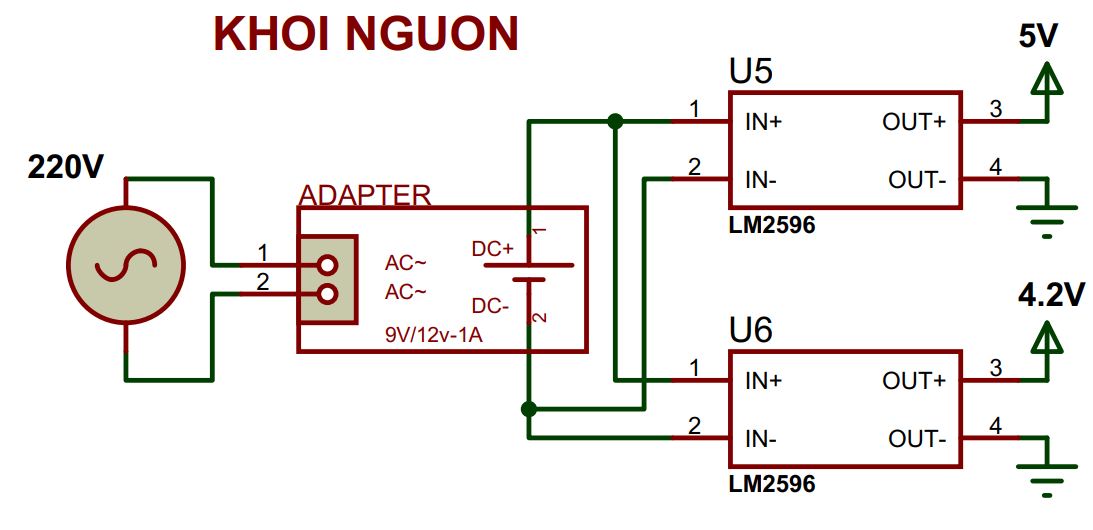 KHOI NGUON
220V
ADAPTER
1
2
AC~
AC~
DC+
DC-
1
2
9V/12v-1A
U5
1
2
IN+
IN-
OUT+
OUT-
3
4
LM2596
5V
U6
1
2
IN+
IN-
OUT+
OUT-
3
4
LM2596
4.2V